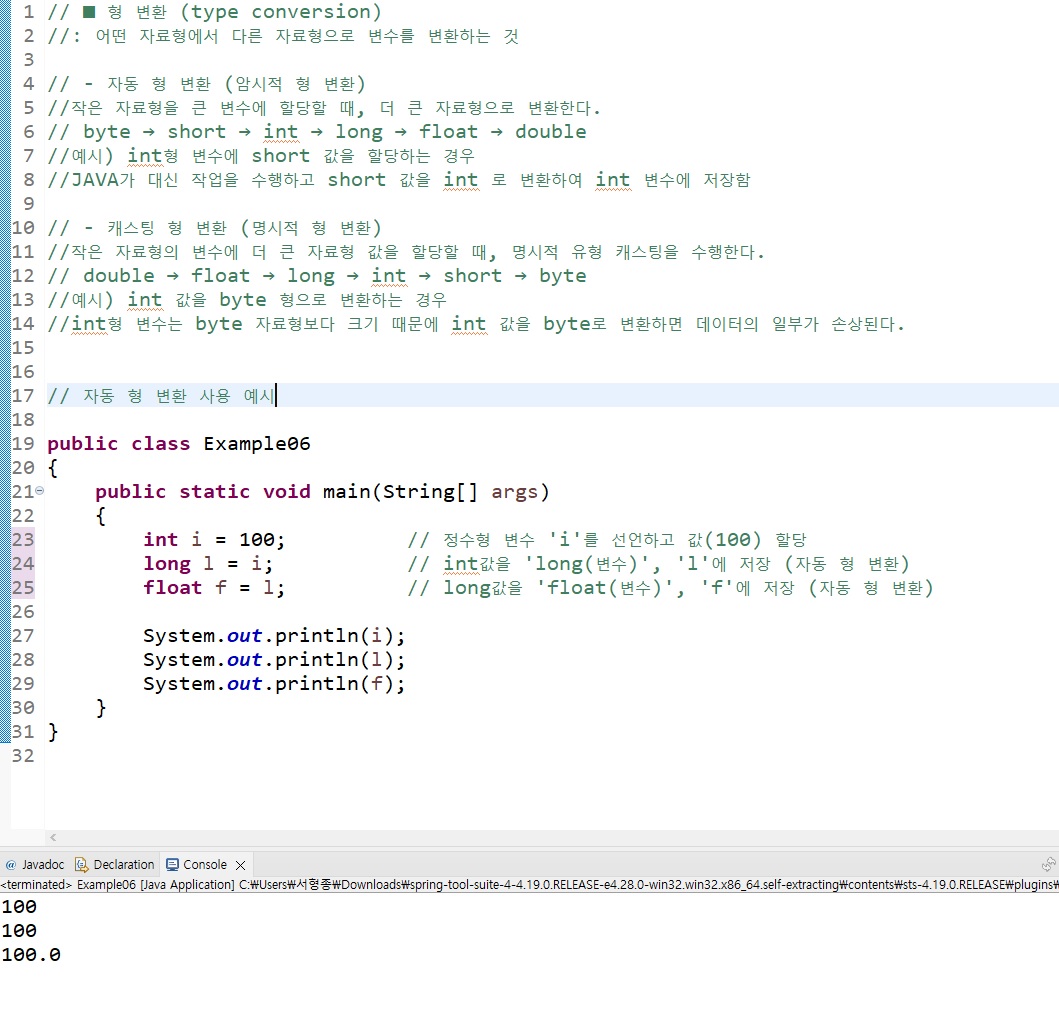 1 // ■ 형 변환 (type conversion)
2 //: 어떤 자료형에서 다른 자료형으로 변수를 변환하는 것
3
4 // - 자동 형 변환 (암시적 형 변환)
5 //작은 자료형을 큰 변수에 할당할 때, 더 큰 자료형으로 변환한다.
6 // byte → short → int → long → float → double
7 //예시) int형 변수에 short 값을 할당하는 경우
8 //JAVA가 대신 작업을 수행하고 short 값을 int 로 변환하여 int 변수에 저장함
9
10 // - 캐스팅 형 변환 (명시적 형 변환)
11 //작은 자료형의 변수에 더 큰 자료형 값을 할당할 때, 명시적 유형 캐스팅을 수행한다.
12 // double → float → long → int → short → byte
13 //예시) int 값을 byte 형으로 변환하는 경우
14 //int형 변수는 byte 자료형보다 크기 때문에 int 값을 byte로 변환하면 데이터의 일부가 손상된다.
15
16
17 // 자동 형 변환 사용 예시
18
19 public class Example06
20 {
21 public static void main(String[] args)
22 {
23 int i = 100; // 정수형 변수 'i'를 선언하고 값(100) 할당
24 long l = i; // int값을 'long(변수)', 'l'에 저장 (자동 형 변환)
25 float f = l; // long값을 'float(변수)', 'f'에 저장 (자동 형 변환)
26
27 System.out.println(i);
28 System.out.println(l);
29 System.out.println(f);
30 }
31 }
32
@ Javadoc Declaration Console
<terminated> Example06 [Java Application] C:₩Users₩서형종₩Downloads₩spring-tool-suite-4-4.19.0.RELEASE-e4.28.0-win32.win32.x86_64.self-extracting₩contents₩sts-4.19.0.RELEASE₩plugins₩
100
100
100.0